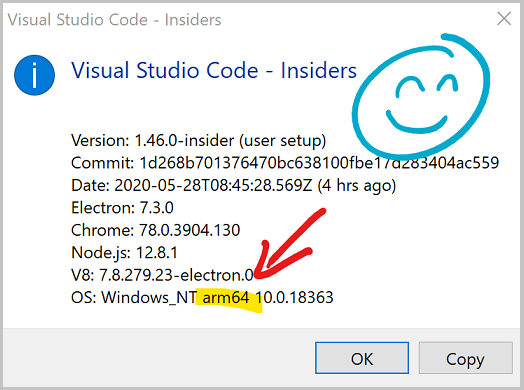 Visual Studio Code - Insiders
Visual Studio Code - Insiders
Version: 1.46.0-insider (user setup)
Commit: 1d268b701376470bc638100fbe17d283404ac559
Date: 2020-05-28T08:45:28.569Z (4 hrs ago)
Electron: 7.3.0
Chrome: 78.0.3904.130
Node.js: 12.8.1
V8: 7.8.279.23-electron.0
OS: Windows_NT arm64 10.0.18363
OK
Copy